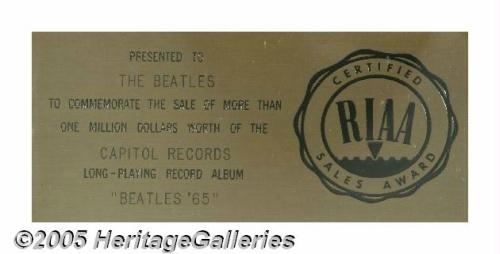 PRESENTED TO
THE BEATLES
TO COMMEMORATE THE SALE OF MORE THAN
ONE MILLION DOLLARS WORTH OF THE
CAPITOL RECORDS
LONG-PLAYING RECORD ALBUM
"BEATLES '65"
CERTIFIED
RIAA
SALES AWARD
©2005 HeritageGalleries